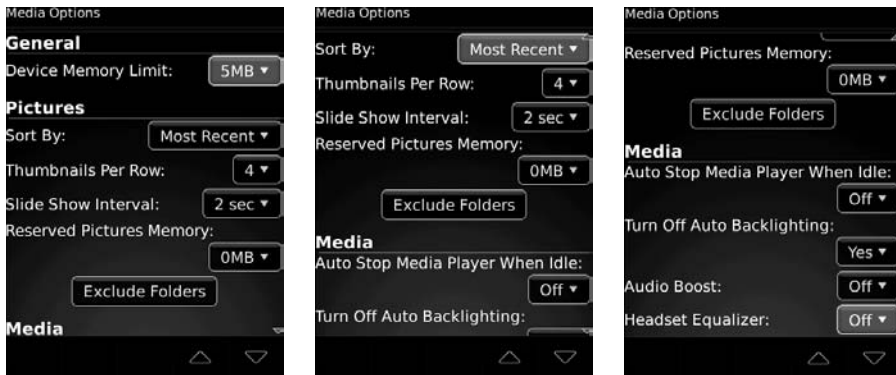 Media Options
General
Device Memory Limit: 5MB
Pictures
Sort By: Most Recent
Thumbnails Per Row: 4
Slide Show Interval: 2 sec
Reserved Pictures Memory:
0MB
Exclude Folders
Media
Media Options
Sort By: Most Recent
Thumbnails Per Row: 4
Slide Show Interval: 2 sec
Reserved Pictures Memory:
0MB
Exclude Folders
Media
Auto Stop Media Player When Idle:
Off
Turn Off Auto Backlighting:
Media Options
Reserved Pictures Memory:
0MB
Exclude Folders
Media
Auto Stop Media Player When Idle:
Off
Turn Off Auto Backlighting:
Yes
Audio Boost: Off
Headset Equalizer: Off